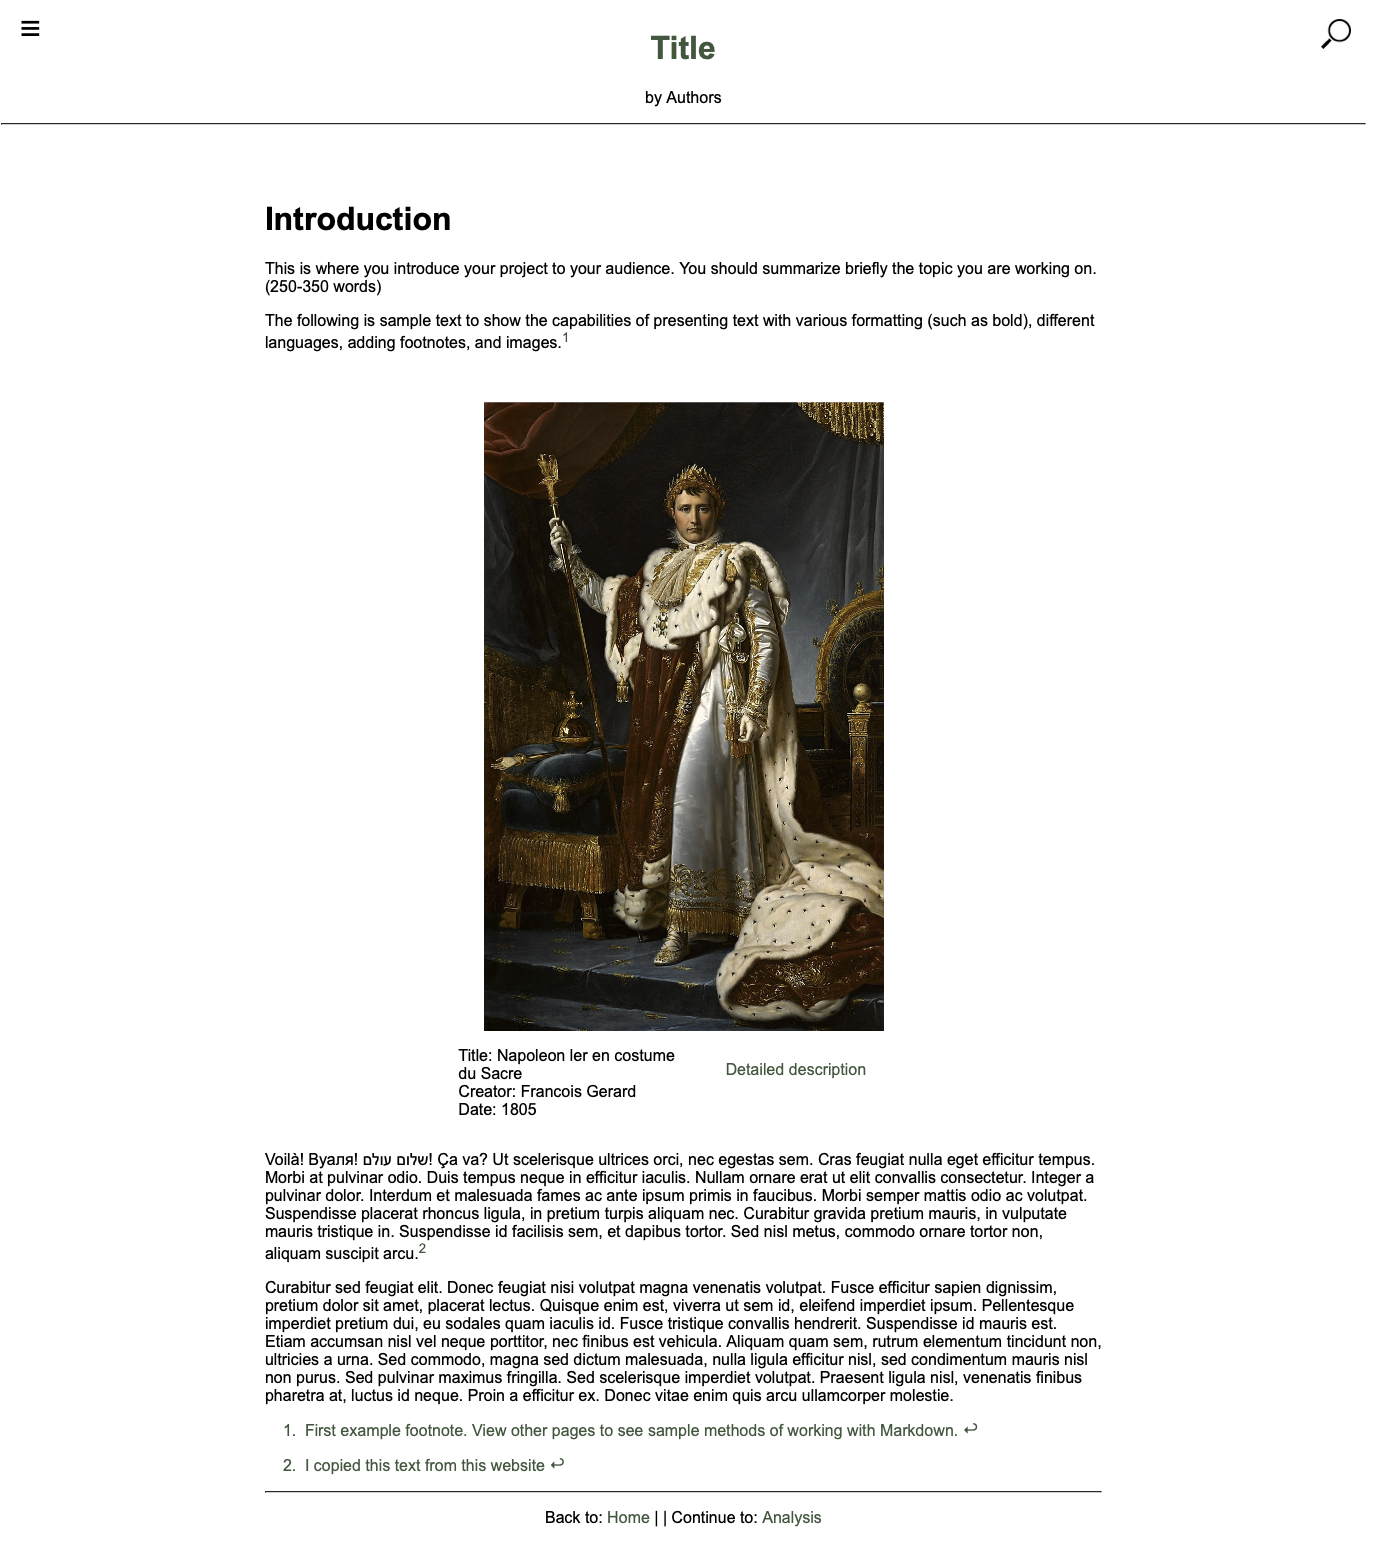 ≡
Title
by Authors
Introduction
This is where you introduce your project to your audience. You should summarize briefly the topic you are working on.
(250-350 words)
The following is sample text to show the capabilities of presenting text with various formatting (such as bold), different
languages, adding footnotes, and images.1
Title: Napoleon ler en costume
du Sacre
Creator: Francois Gerard
Date: 1805
Detailed description
Voilà! Вуаля! שלום עולם! Ça va? Ut scelerisque ultrices orci, nec egestas sem. Cras feugiat nulla eget efficitur tempus.
Morbi at pulvinar odio. Duis tempus neque in efficitur iaculis. Nullam ornare erat ut elit convallis consectetur. Integer a
pulvinar dolor. Interdum et malesuada fames ac ante ipsum primis in faucibus. Morbi semper mattis odio ac volutpat.
Suspendisse placerat rhoncus ligula, in pretium turpis aliquam nec. Curabitur gravida pretium mauris, in vulputate
mauris tristique in. Suspendisse id facilisis sem, et dapibus tortor. Sed nisl metus, commodo ornare tortor non,
aliquam suscipit arcu.2
Curabitur sed feugiat elit. Donec feugiat nisi volutpat magna venenatis volutpat. Fusce efficitur sapien dignissim,
pretium dolor sit amet, placerat lectus. Quisque enim est, viverra ut sem id, eleifend imperdiet ipsum. Pellentesque
imperdiet pretium dui, eu sodales quam iaculis id. Fusce tristique convallis hendrerit. Suspendisse id mauris est.
Etiam accumsan nisl vel neque porttitor, nec finibus est vehicula. Aliquam quam sem, rutrum elementum tincidunt non,
ultricies a urna. Sed commodo, magna sed dictum malesuada, nulla ligula efficitur nisl, sed condimentum mauris nisl
non purus. Sed pulvinar maximus fringilla. Sed scelerisque imperdiet volutpat. Praesent ligula nisl, venenatis finibus
pharetra at, luctus id neque. Proin a efficitur ex. Donec vitae enim quis arcu ullamcorper molestie.
1. First example footnote. View other pages to see sample methods of working with Markdown. ↩
2. I copied this text from this website ↩
Back to: Home | | Continue to: Analysis